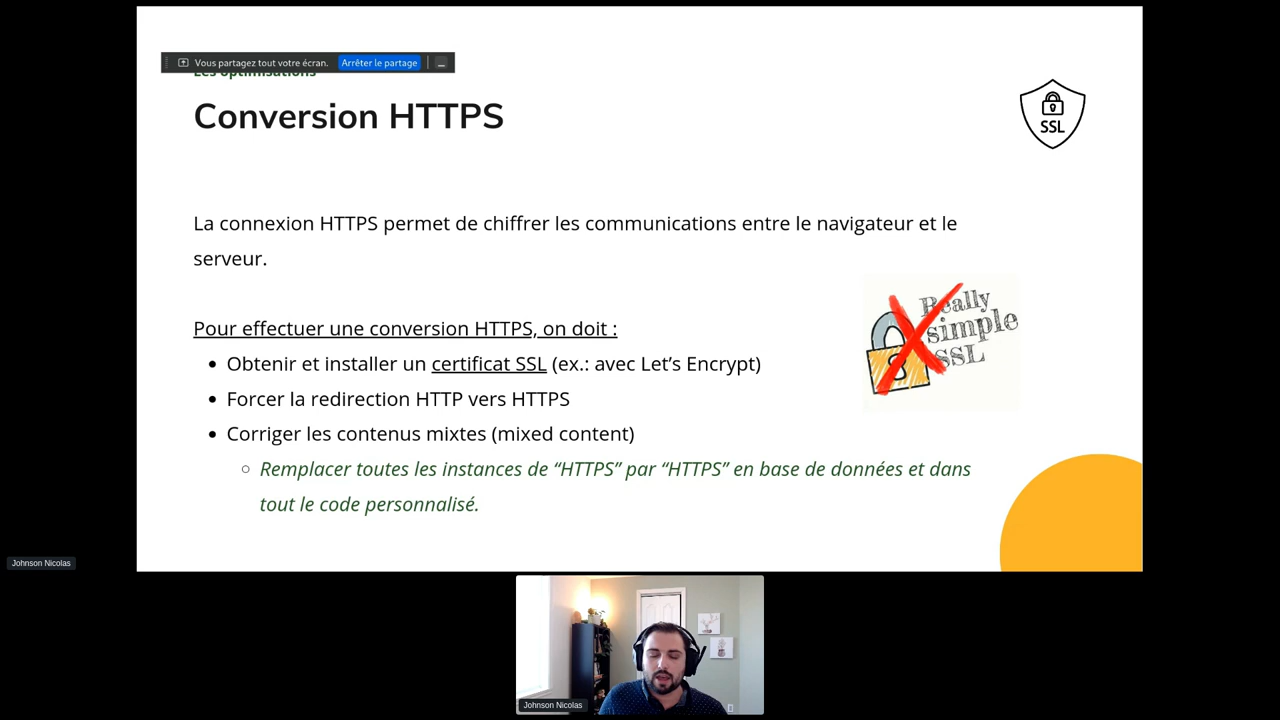 Vous partagez tout votre écran.
Arrêter le partage
Les optimisations
Conversion HTTPS
SSL
La connexion HTTPS permet de chiffrer les communications entre le navigateur et le
serveur.
Really
simple
SSL
Pour effectuer une conversion HTTPS, on doit :
Obtenir et installer un certificat SSL (ex.: avec Let’s Encrypt)
Forcer la redirection HTTP vers HTTPS
Corriger les contenus mixtes (mixed content)
Remplacer toutes les instances de “HTTPS” par “HTTPS” en base de données et dans
tout le code personnalisé.
Johnson Nicolas
Johnson Nicolas